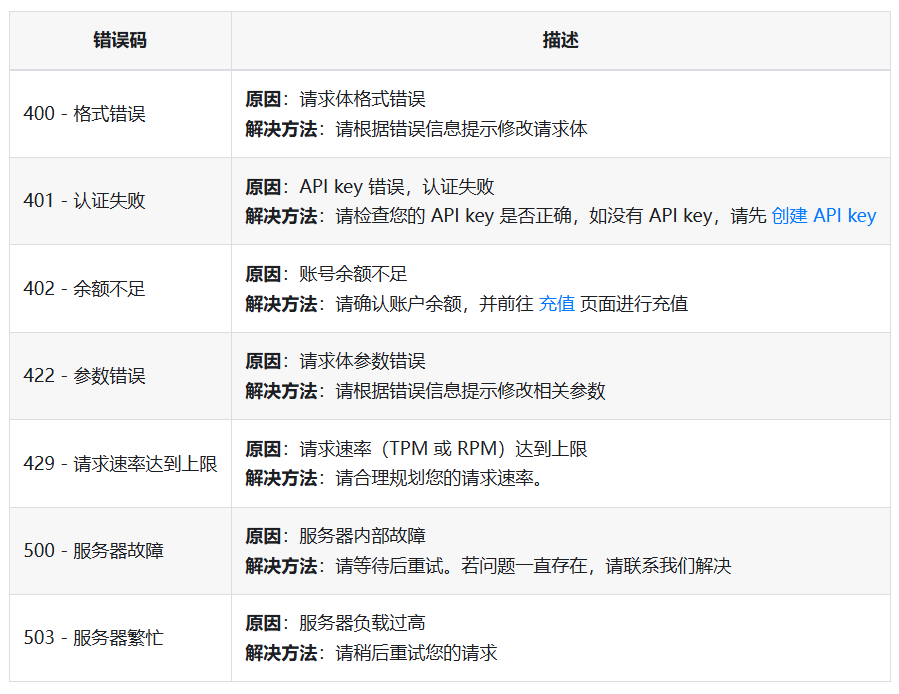 错误码
描述
400 - 格式错误
原因：请求体格式错误
解决方法：请根据错误信息提示修改请求体
401 - 认证失败
原因：API key 错误，认证失败
解决方法：请检查您的 API key 是否正确，如没有 API key，请先 创建 API key
402 - 余额不足
原因：账号余额不足
解决方法：请确认账户余额，并前往 充值 页面进行充值
422 - 参数错误
原因：请求体参数错误
解决方法：请根据错误信息提示修改相关参数
429 - 请求速率达到上限
原因：请求速率（TPM 或 RPM）达到上限
解决方法：请合理规划您的请求速率。
500 - 服务器故障
原因：服务器内部故障
解决方法：请等待后重试。若问题一直存在，请联系我们解决
503 - 服务器繁忙
原因：服务器负载过高
解决方法：请稍后重试您的请求